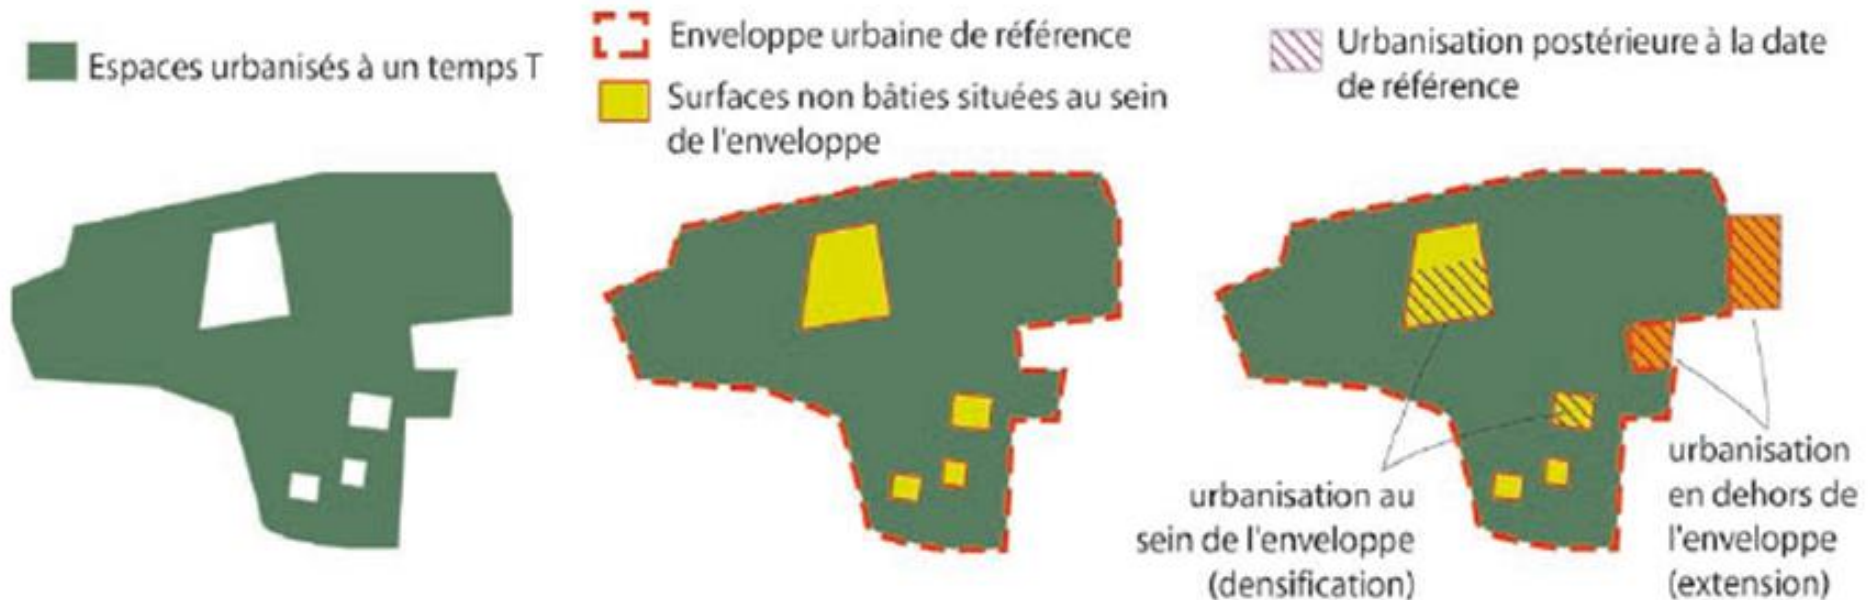 Espaces urbanisés à un temps T
Enveloppe urbaine de référence
Surfaces non bâties situées au sein
de l'enveloppe
Urbanisation postérieure à la date
de référence
urbanisation au
sein de l'enveloppe
(densification)
urbanisation
en dehors de
l'enveloppe
(extension)